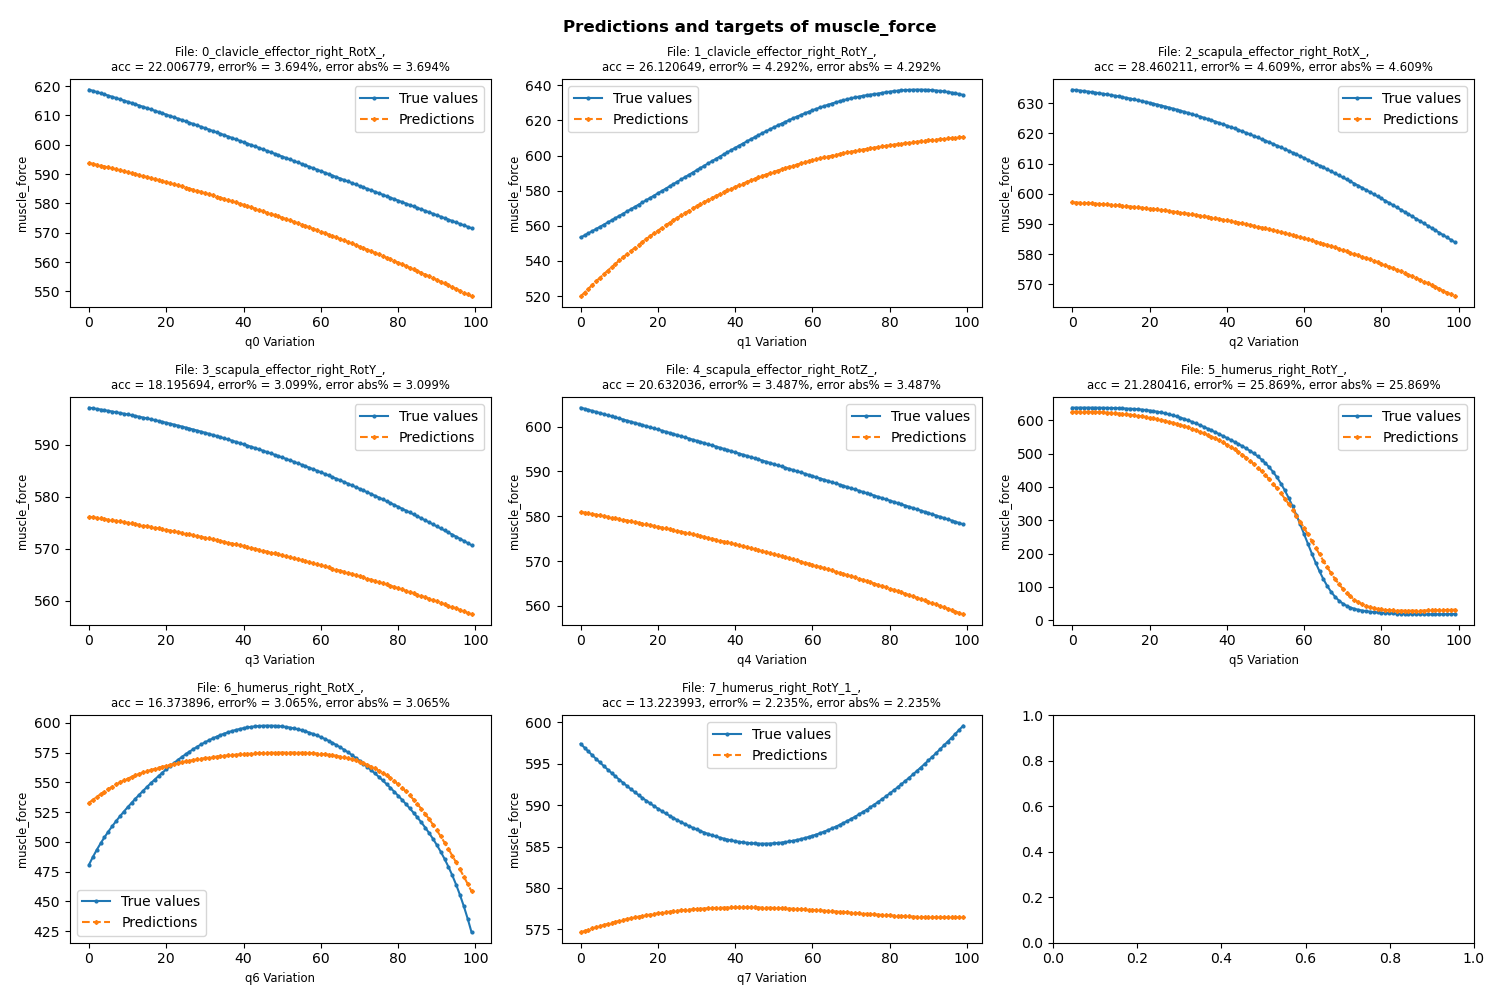 Predictions and targets of muscle_force
File: 0_clavicle_effector_right_RotX_,
acc = 22.006779, error% = 3.694%, error abs% = 3.694%
620
610
600
590
580
570
560
550
muscle_force
True values
Predictions
0 20 40 60 80 100
q0 Variation
File: 1_clavicle_effector_right_RotY_,
acc = 26.120649, error% = 4.292%, error abs% = 4.292%
640
620
600
580
560
540
520
muscle_force
True values
Predictions
0 20 40 60 80 100
q1 Variation
File: 2_scapula_effector_right_RotX_,
acc = 28.460211, error% = 4.609%, error abs% = 4.609%
630
620
610
600
590
580
570
muscle_force
True values
Predictions
0 20 40 60 80 100
q2 Variation
File: 3_scapula_effector_right_RotY_,
acc = 18.195694, error% = 3.099%, error abs% = 3.099%
590
580
570
560
muscle_force
True values
Predictions
0 20 40 60 80 100
q3 Variation
File: 4_scapula_effector_right_RotZ_,
acc = 20.632036, error% = 3.487%, error abs% = 3.487%
600
590
580
570
560
muscle_force
True values
Predictions
0 20 40 60 80 100
q4 Variation
File: 5_humerus_right_RotY_,
acc = 21.280416, error% = 25.869%, error abs% = 25.869%
600
500
400
300
200
100
0
muscle_force
True values
Predictions
0 20 40 60 80 100
q5 Variation
File: 6_humerus_right_RotX_,
acc = 16.373896, error% = 3.065%, error abs% = 3.065%
600
575
550
525
500
475
450
425
muscle_force
True values
Predictions
0 20 40 60 80 100
q6 Variation
File: 7_humerus_right_RotY_1_,
acc = 13.223993, error% = 2.235%, error abs% = 2.235%
600
595
590
585
580
575
muscle_force
True values
Predictions
0 20 40 60 80 100
q7 Variation
1.0
0.8
0.6
0.4
0.2
0.0
0.0 0.2 0.4 0.6 0.8 1.0